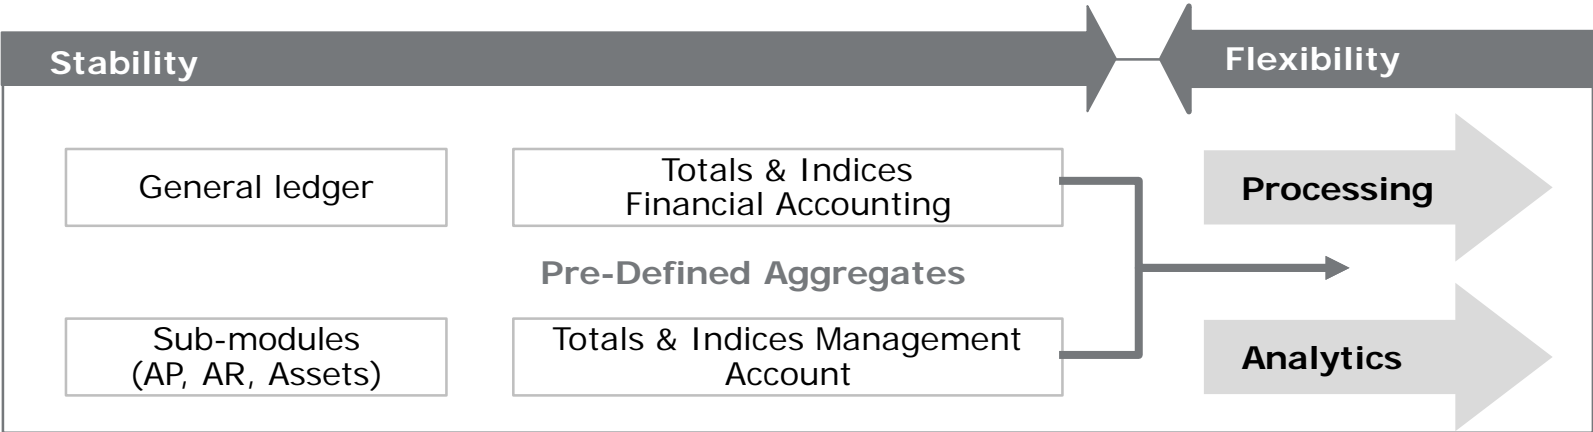 Stability
Flexibility
General ledger
Totals & Indices
Financial Accounting
Processing
Pre-Defined Aggregates
Sub-modules
(AP, AR, Assets)
Totals & Indices Management
Account
Analytics